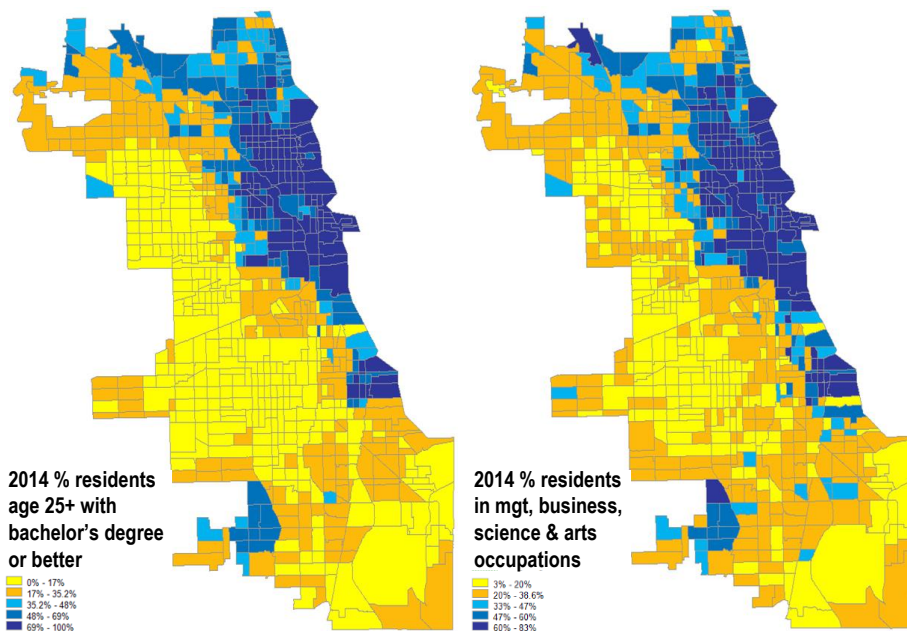 2014 % residents
age 25+ with
bachelor's degree
or better
0% - 17%
17% - 35.2%
35.2% - 48%
48% - 69%
69% - 100%
2014 % residents
in mgt, business,
science & arts
occupations
3% - 20%
20% - 38.6%
33% - 47%
47% - 60%
60% - 83%